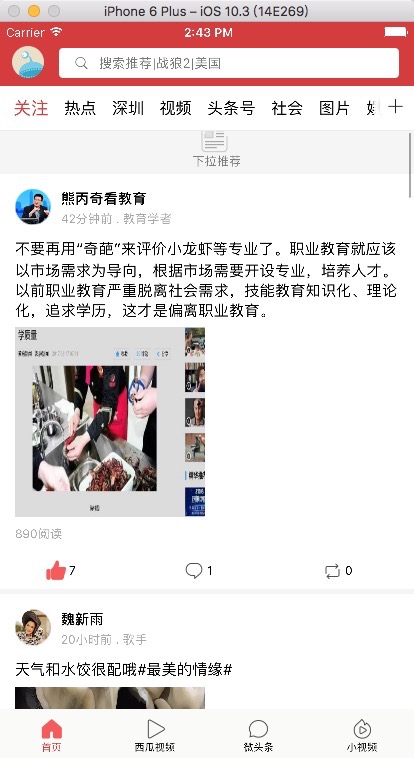 iPhone 6 Plus – iOS 10.3 (14E269)
Carrier 2:43 PM
搜索推荐|战狼2|美国
关注 热点 深圳 视频 头条号 社会 图片
下拉推荐
熊丙奇看教育
42分钟前 . 教育学者
不要再用“奇葩”来评价小龙虾等专业了。职业教育就应该
以市场需求为导向，根据市场需要开设专业，培养人才。
以前职业教育严重脱离社会需求，技能教育知识化、理论
化，追求学历，这才是偏离职业教育。
学质量
890阅读
7 1 0
魏新雨
20小时前 . 歌手
天气和水饺很配哦#最美的情缘#
首页 西瓜视频 微头条 小视频